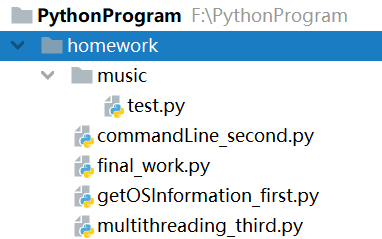 PythonProgram F:\PythonProgram
homework
music
test.py
commandLine_second.py
final_work.py
getOSInformation_first.py
multithreading_third.py